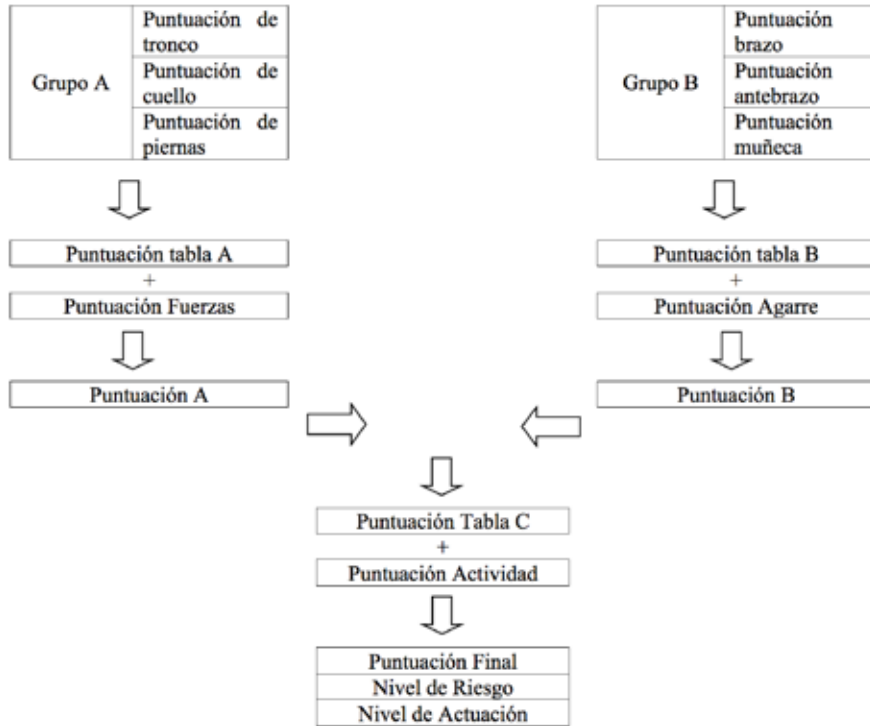 Grupo A
Puntuación de
tronco
Puntuación de
cuello
Puntuación de
piernas
Grupo B
Puntuación
brazo
Puntuación
antebrazo
Puntuación
muñeca
Puntuación tabla A
+
Puntuación Fuerzas
Puntuación tabla B
+
Puntuación Agarre
Puntuación A
Puntuación B
Puntuación Tabla C
+
Puntuación Actividad
Puntuación Final
Nivel de Riesgo
Nivel de Actuación